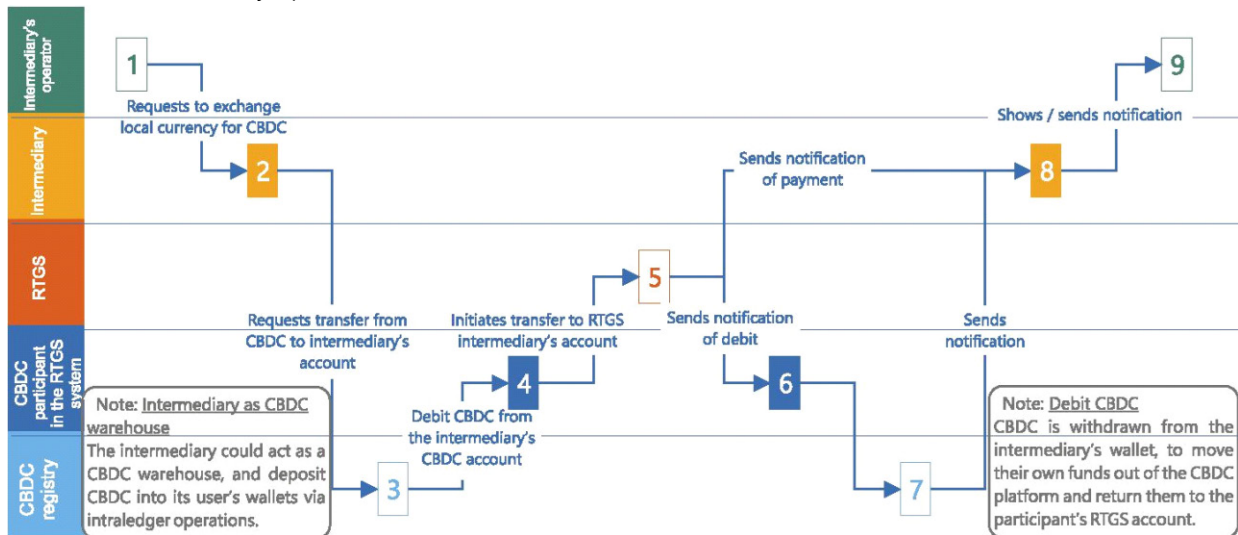 Intermediary's
operator
1
Requests to exchange
local currency for CBDC
9
Shows / sends notification
Intermediary
2
Sends notification
of payment
8
RTGS
5
Requests transfer from
CBDC to intermediary's
account
Initiates transfer to RTGS
intermediary's account
Sends notification
of debit
Sends
notification
CBDC
participant
in the RTGS
system
4
6
Debit CBDC from
the intermediary's
CBDC account
CBDC
registry
3
7
Note: Intermediary as CBDC
warehouse
The intermediary could act as a
CBDC warehouse, and deposit
CBDC into its user's wallets via
intraledger operations.
Note: Debit CBDC
CBDC is withdrawn from the
intermediary's wallet, to move
their own funds out of the CBDC
platform and return them to the
participant's RTGS account.